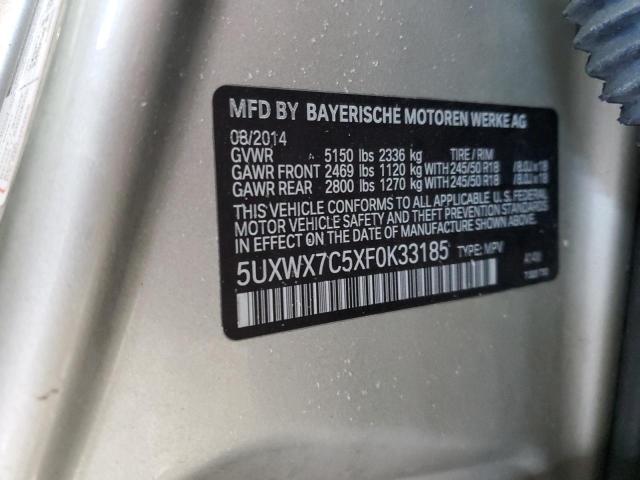 MFD BY BAYERISCHE MOTOREN WERKE AG
08/2014
GVWR 5150 lbs 2336 kg TIRE / RIM
GAWR FRONT 2469 lbs 1120 kg WITH 245/50 R18
GAWR REAR 2800 lbs 1270 kg WITH 245/50 R18
THIS VEHICLE CONFORMS TO ALL APPLICABLE U.S. FEDERAL
MOTOR VEHICLE SAFETY AND THEFT PREVENTION STANDARDS
IN EFFECT ON THE DATE OF MANUFACTURE SHOWN ABOVE.
5UXWX7C5XF0K33185 TYPE: MPV